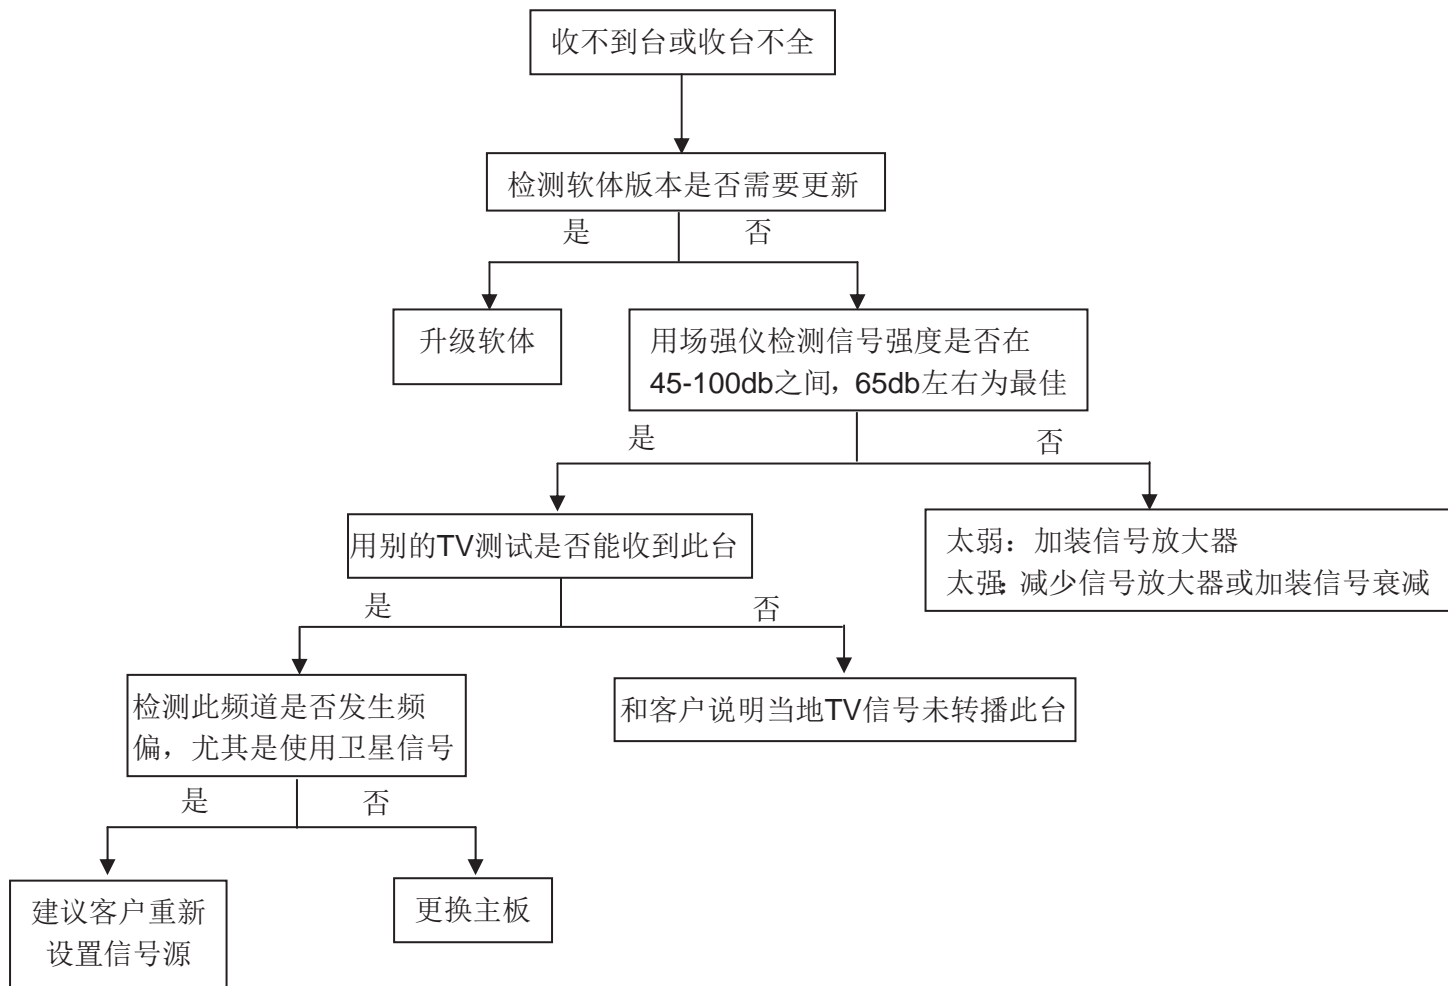 收不到台或收台不全
检测软体版本是否需要更新
是
否
升级软体
用场强仪检测信号强度是否在
45-100db之间，65db左右为最佳
是
否
用别的TV测试是否能收到此台
太弱：加装信号放大器
太强：减少信号放大器或加装信号衰减
是
否
检测此频道是否发生频
偏，尤其是使用卫星信号
和客户说明当地TV信号未转播此台
是
否
建议客户重新
设置信号源
更换主板